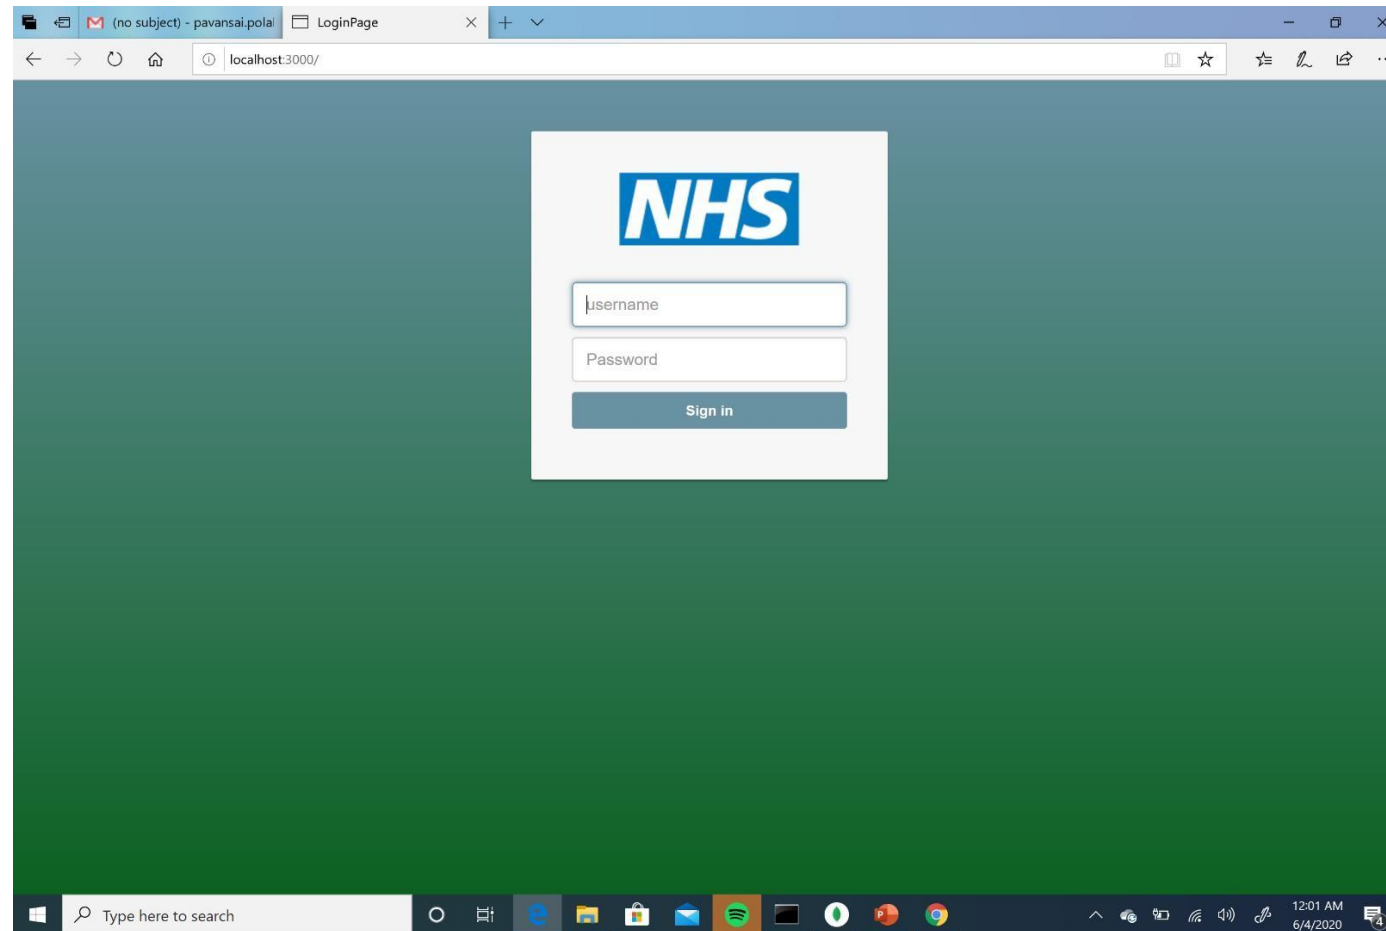 (no subject) - pavansai.polal
LoginPage
localhost:3000/
NHS
username
Password
Sign in
Type here to search
12:01 AM
6/4/2020
4